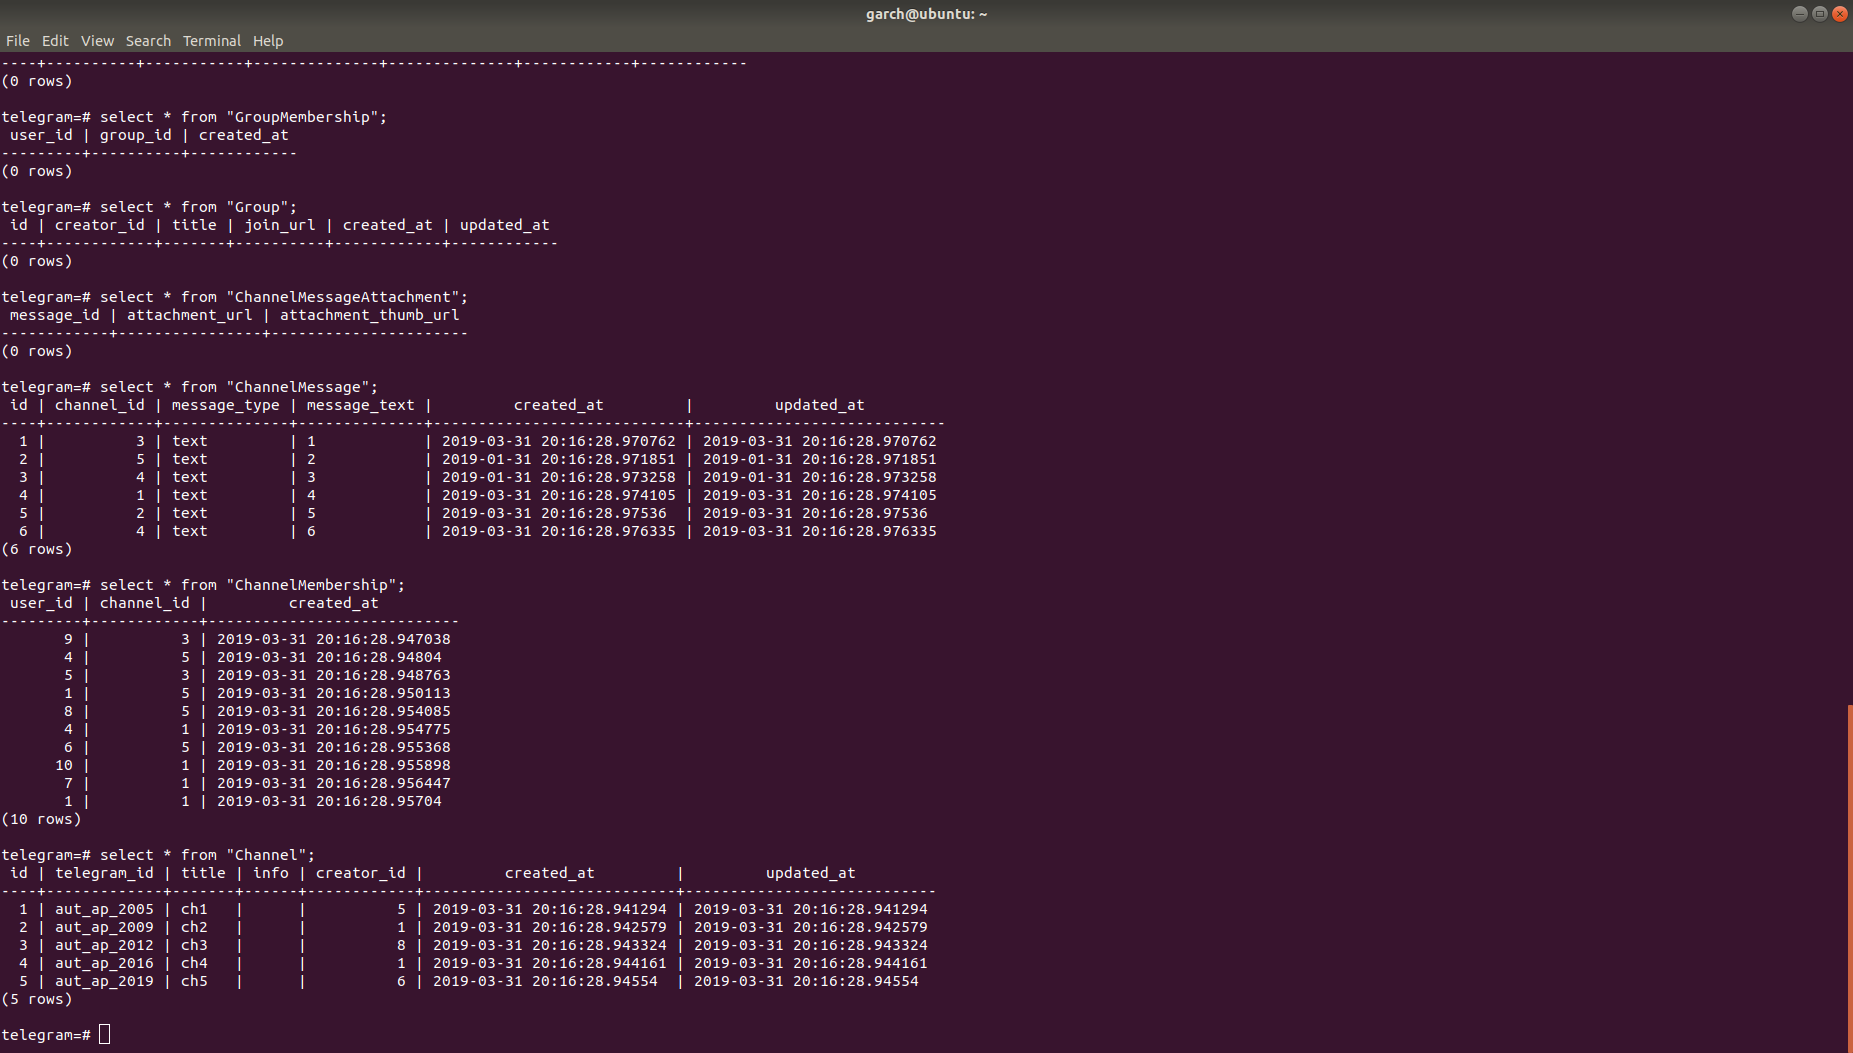 garch@ubuntu: ~
File Edit View Search Terminal Help
----+----------+-----------+--------------+--------------+------------+------------
(0 rows)
telegram=# select * from "GroupMembership";
 user_id | group_id | created_at
---------+----------+------------
(0 rows)
telegram=# select * from "Group";
 id | creator_id | title | join_url | created_at | updated_at
----+------------+-------+----------+------------+------------
(0 rows)
telegram=# select * from "ChannelMessageAttachment";
 message_id | attachment_url | attachment_thumb_url
------------+----------------+----------------------
(0 rows)
telegram=# select * from "ChannelMessage";
 id | channel_id | message_type | message_text |         created_at         |         updated_at
----+------------+--------------+--------------+----------------------------+----------------------------
  1 |          3 | text         | 1            | 2019-03-31 20:16:28.970762 | 2019-03-31 20:16:28.970762
  2 |          5 | text         | 2            | 2019-01-31 20:16:28.971851 | 2019-01-31 20:16:28.971851
  3 |          4 | text         | 3            | 2019-01-31 20:16:28.973258 | 2019-01-31 20:16:28.973258
  4 |          1 | text         | 4            | 2019-03-31 20:16:28.974105 | 2019-03-31 20:16:28.974105
  5 |          2 | text         | 5            | 2019-03-31 20:16:28.97536  | 2019-03-31 20:16:28.97536
  6 |          4 | text         | 6            | 2019-03-31 20:16:28.976335 | 2019-03-31 20:16:28.976335
(6 rows)
telegram=# select * from "ChannelMembership";
 user_id | channel_id |         created_at
---------+------------+----------------------------
       9 |          3 | 2019-03-31 20:16:28.947038
       4 |          5 | 2019-03-31 20:16:28.94804
       5 |          3 | 2019-03-31 20:16:28.948763
       1 |          5 | 2019-03-31 20:16:28.950113
       8 |          5 | 2019-03-31 20:16:28.954085
       4 |          1 | 2019-03-31 20:16:28.954775
       6 |          5 | 2019-03-31 20:16:28.955368
      10 |          1 | 2019-03-31 20:16:28.955898
       7 |          1 | 2019-03-31 20:16:28.956447
       1 |          1 | 2019-03-31 20:16:28.95704
(10 rows)
telegram=# select * from "Channel";
 id | telegram_id | title | info | creator_id |         created_at         |         updated_at
----+-------------+-------+------+------------+----------------------------+----------------------------
  1 | aut_ap_2005 | ch1   |      |          5 | 2019-03-31 20:16:28.941294 | 2019-03-31 20:16:28.941294
  2 | aut_ap_2009 | ch2   |      |          1 | 2019-03-31 20:16:28.942579 | 2019-03-31 20:16:28.942579
  3 | aut_ap_2012 | ch3   |      |          8 | 2019-03-31 20:16:28.943324 | 2019-03-31 20:16:28.943324
  4 | aut_ap_2016 | ch4   |      |          1 | 2019-03-31 20:16:28.944161 | 2019-03-31 20:16:28.944161
  5 | aut_ap_2019 | ch5   |      |          6 | 2019-03-31 20:16:28.94554  | 2019-03-31 20:16:28.94554
(5 rows)
telegram=#